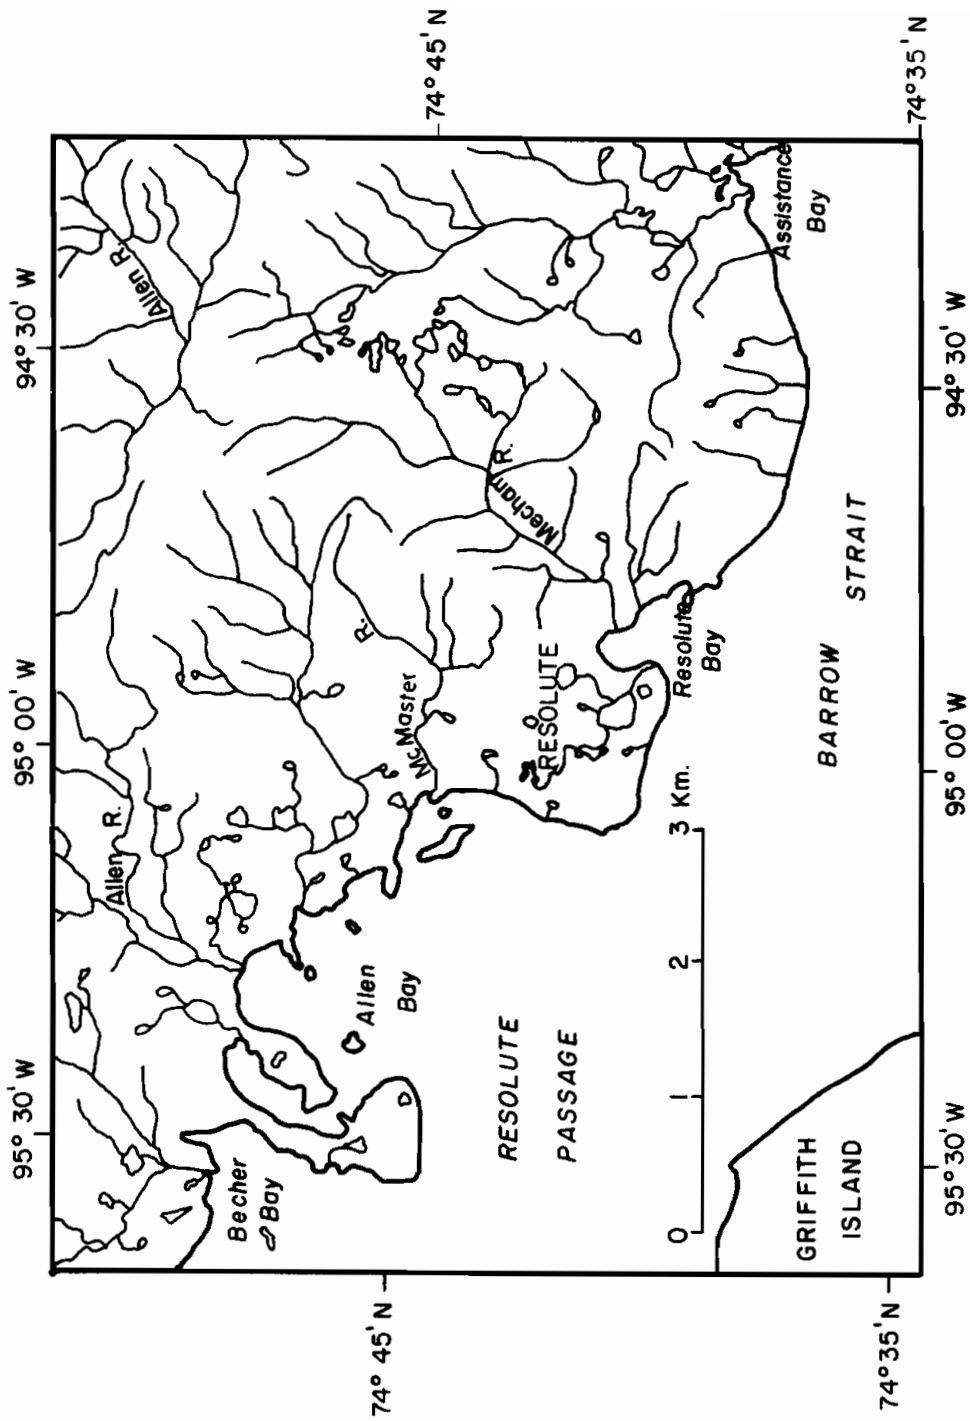 95° 30' W
95° 00' W
94° 30' W
74° 45' N
74° 45' N
74° 35' N
74° 35' N
95° 30' W
95° 00' W
94° 30' W
Allen R.
Allen R.
Becher
Bay
Allen
Bay
McMaster R.
Mecham R.
RESOLUTE
Resolute
Bay
Assistance
Bay
RESOLUTE
PASSAGE
BARROW STRAIT
GRIFFITH
ISLAND
0 1 2 3 Km.